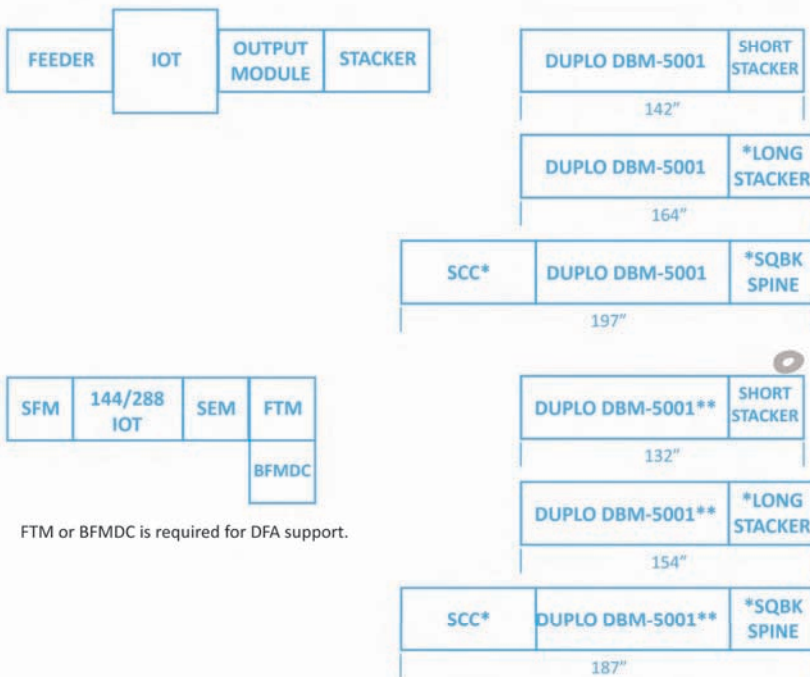 FEEDER
IOT
OUTPUT
MODULE
STACKER
DUPLO DBM-5001
SHORT
STACKER
142"
DUPLO DBM-5001
*LONG
STACKER
164"
SCC*
DUPLO DBM-5001
*SQBK
SPINE
197"
SFM
144/288
IOT
SEM
FTM
BFMDC
FTM or BFMDC is required for DFA support.
DUPLO DBM-5001**
SHORT
STACKER
132"
DUPLO DBM-5001**
*LONG
STACKER
154"
SCC*
DUPLO DBM-5001**
*SQBK
SPINE
187"